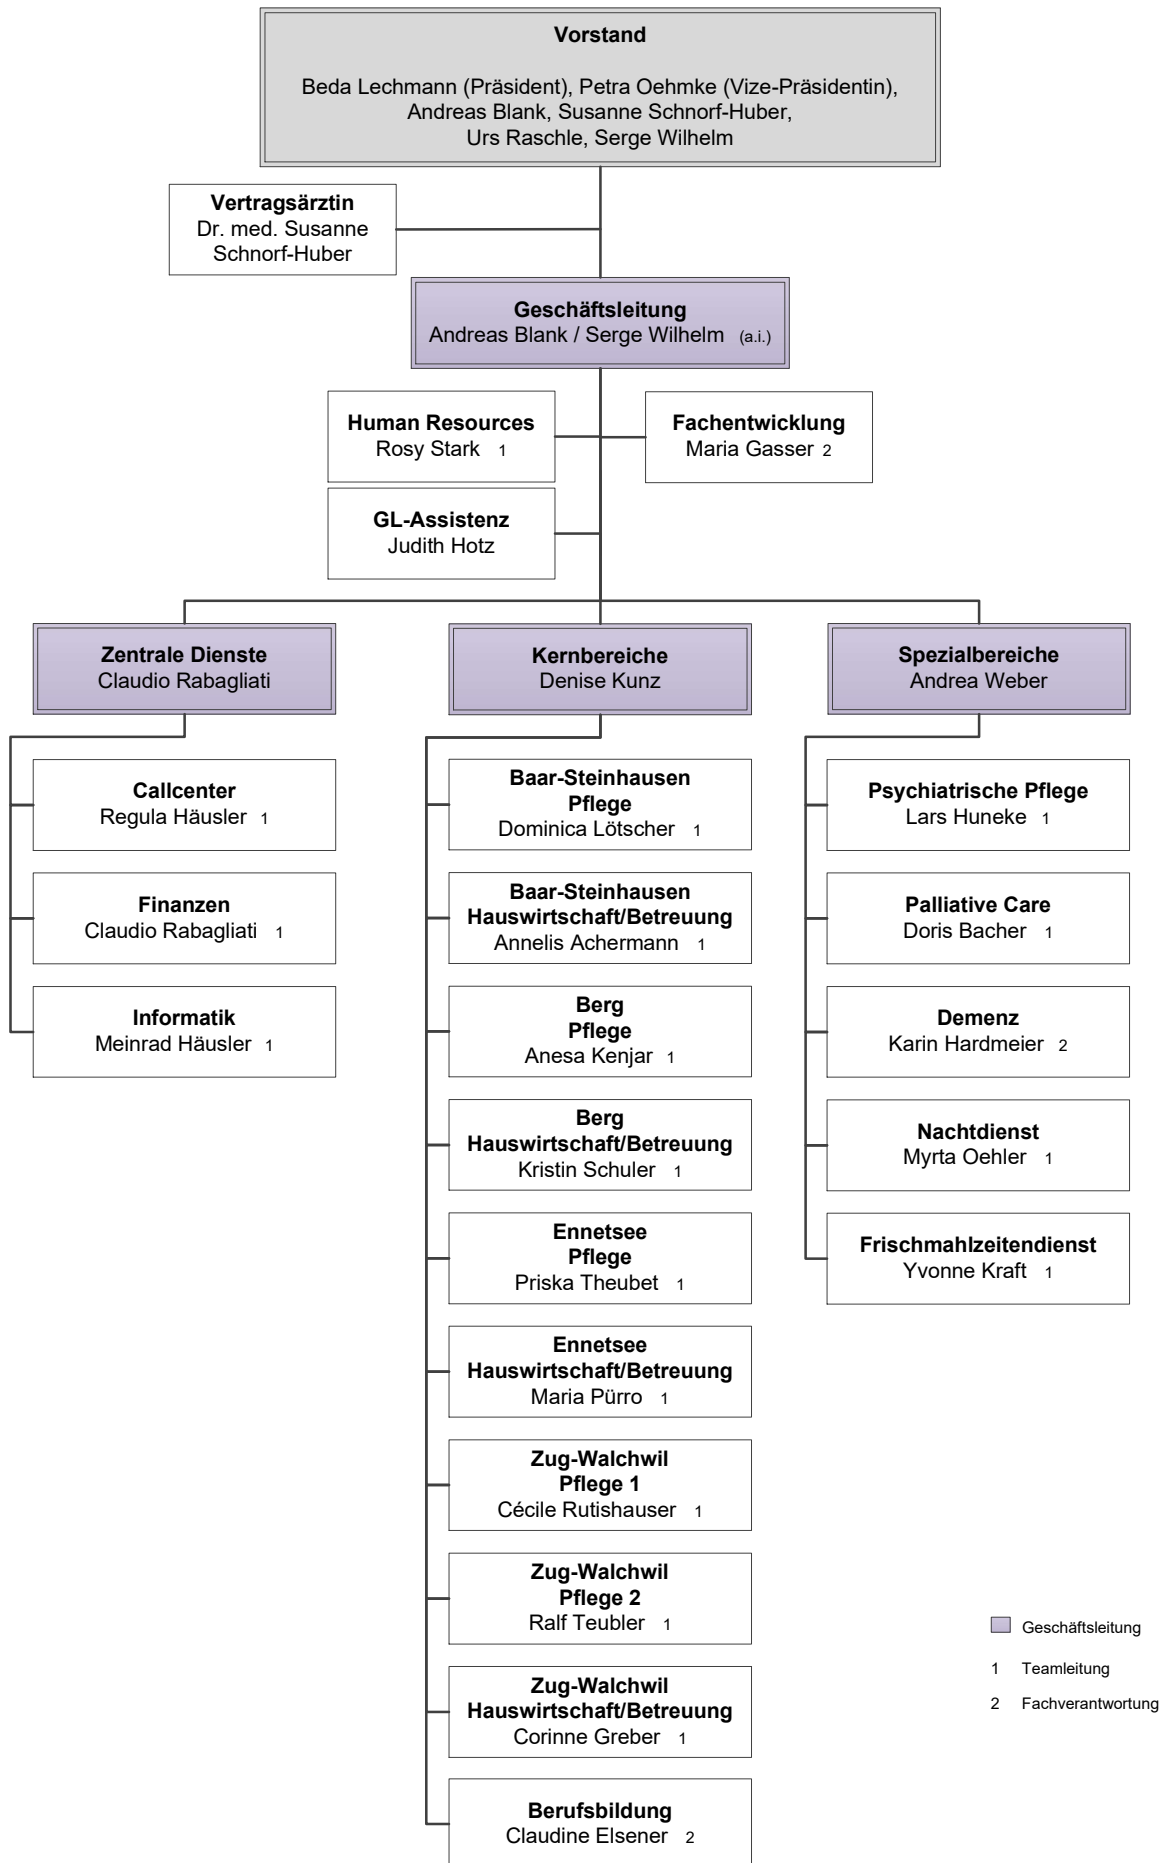 Vorstand
Beda Lechmann (Präsident), Petra Oehmke (Vize-Präsidentin),
Andreas Blank, Susanne Schnorf-Huber,
Urs Raschle, Serge Wilhelm
Vertragsärztin
Dr. med. Susanne
Schnorf-Huber
Geschäftsleitung
Andreas Blank / Serge Wilhelm (a.i.)
Human Resources
Rosy Stark 1
Fachentwicklung
Maria Gasser 2
GL-Assistenz
Judith Hotz
Zentrale Dienste
Claudio Rabagliati
Callcenter
Regula Häusler 1
Finanzen
Claudio Rabagliati 1
Informatik
Meinrad Häusler 1
Kernbereiche
Denise Kunz
Baar-Steinhausen
Pflege
Dominica Lötscher 1
Baar-Steinhausen
Hauswirtschaft/Betreuung
Annelis Achermann 1
Berg
Pflege
Anesa Kenjar 1
Berg
Hauswirtschaft/Betreuung
Kristin Schuler 1
Ennetsee
Pflege
Priska Theubet 1
Ennetsee
Hauswirtschaft/Betreuung
Maria Pürro 1
Zug-Walchwil
Pflege 1
Cécile Rutishauser 1
Zug-Walchwil
Pflege 2
Ralf Teubler 1
Zug-Walchwil
Hauswirtschaft/Betreuung
Corinne Greber 1
Berufsbildung
Claudine Elsener 2
Spezialbereiche
Andrea Weber
Psychiatrische Pflege
Lars Huneke 1
Palliative Care
Doris Bacher 1
Demenz
Karin Hardmeier 2
Nachtdienst
Myrta Oehler 1
Frischmahlzeitendienst
Yvonne Kraft 1
Geschäftsleitung
1 Teamleitung
2 Fachverantwortung